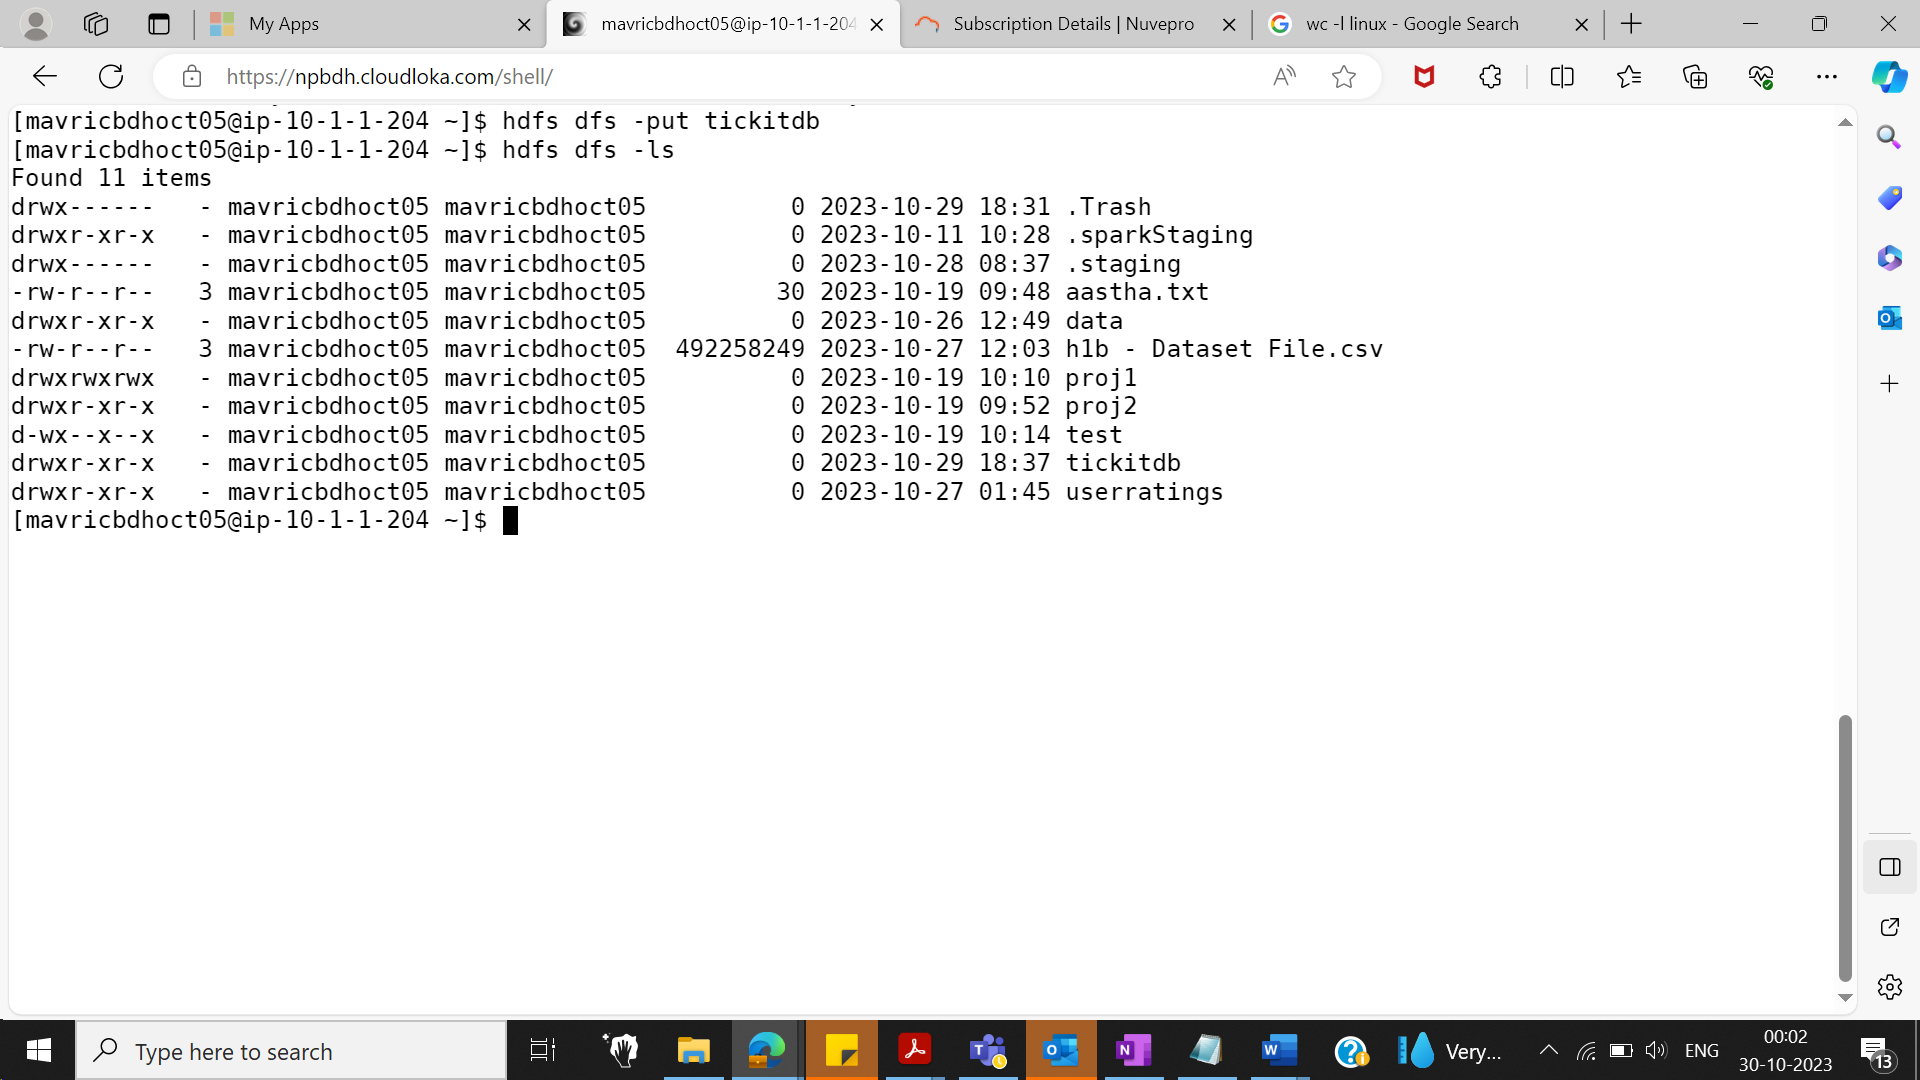 My Apps
mavricbdhoct05@ip-10-1-1-204
Subscription Details | Nuvepro
wc -l linux - Google Search
https://npbdh.cloudloka.com/shell/
[mavricbdhoct05@ip-10-1-1-204 ~]$ hdfs dfs -put tickitdb
[mavricbdhoct05@ip-10-1-1-204 ~]$ hdfs dfs -ls
Found 11 items
drwx------   - mavricbdhoct05 mavricbdhoct05          0 2023-10-29 18:31 .Trash
drwxr-xr-x   - mavricbdhoct05 mavricbdhoct05          0 2023-10-11 10:28 .sparkStaging
drwx------   - mavricbdhoct05 mavricbdhoct05          0 2023-10-28 08:37 .staging
-rw-r--r--   3 mavricbdhoct05 mavricbdhoct05         30 2023-10-19 09:48 aastha.txt
drwxr-xr-x   - mavricbdhoct05 mavricbdhoct05          0 2023-10-26 12:49 data
-rw-r--r--   3 mavricbdhoct05 mavricbdhoct05  492258249 2023-10-27 12:03 h1b - Dataset File.csv
drwxrwxrwx   - mavricbdhoct05 mavricbdhoct05          0 2023-10-19 10:10 proj1
drwxr-xr-x   - mavricbdhoct05 mavricbdhoct05          0 2023-10-19 09:52 proj2
d-wx--x--x   - mavricbdhoct05 mavricbdhoct05          0 2023-10-19 10:14 test
drwxr-xr-x   - mavricbdhoct05 mavricbdhoct05          0 2023-10-29 18:37 tickitdb
drwxr-xr-x   - mavricbdhoct05 mavricbdhoct05          0 2023-10-27 01:45 userratings
[mavricbdhoct05@ip-10-1-1-204 ~]$
Type here to search
Very...
ENG
00:02
30-10-2023
13